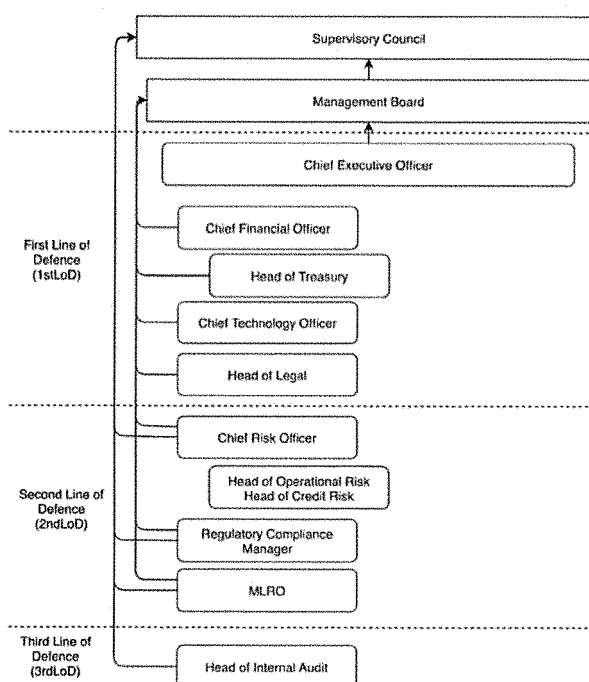 Supervisory Council
Management Board
Chief Executive Officer
First Line of
Defence
(1stLoD)
Chief Financial Officer
Head of Treasury
Chief Technology Officer
Head of Legal
Second Line of
Defence
(2ndLoD)
Chief Risk Officer
Head of Operational Risk
Head of Credit Risk
Regulatory Compliance
Manager
MLRO
Third Line of
Defence
(3rdLoD)
Head of Internal Audit